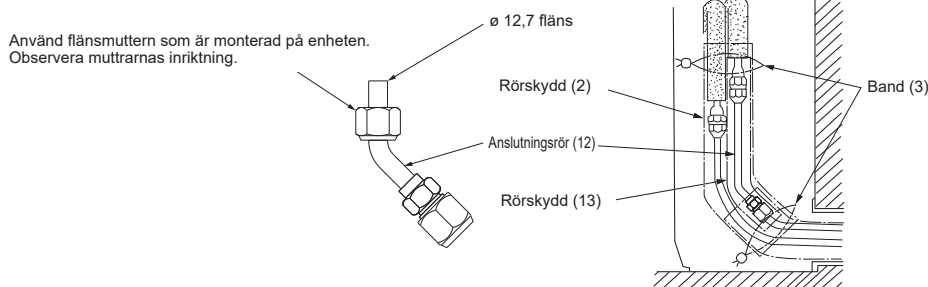 Använd flänsmuttern som är monterad på enheten.
Observera muttrarnas inriktning.
ø 12,7 fläns
Rörskydd (2)
Band (3)
Anslutningsrör (12)
Rörskydd (13)